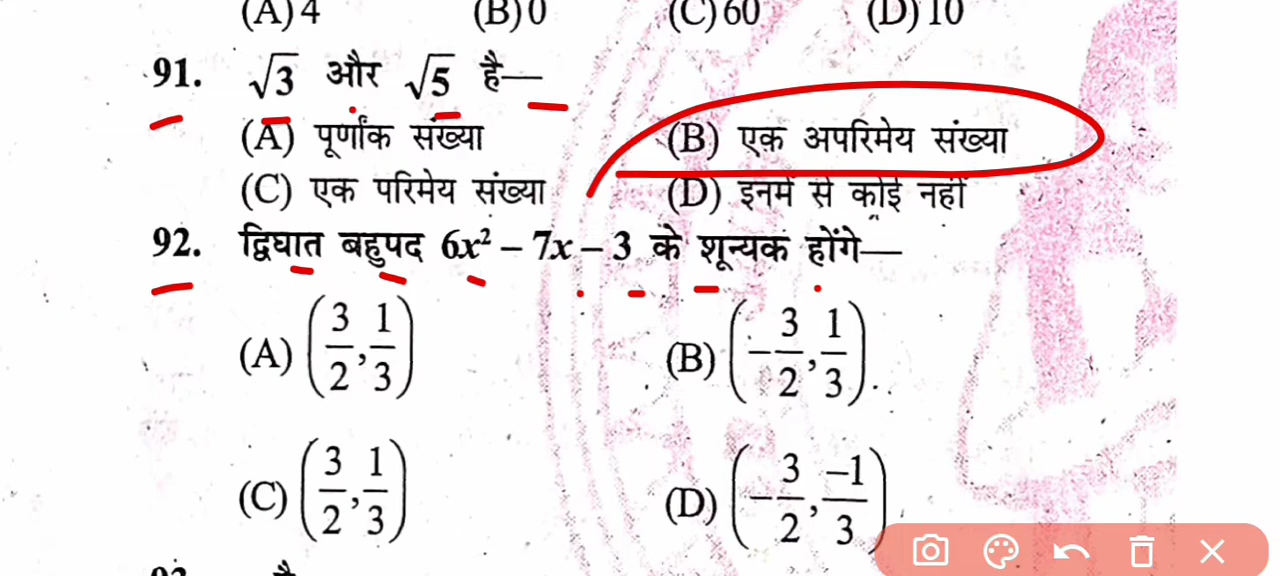 (A) 4 (B) 0 (C) 60 (D) 10
91. √3 और √5 है—
(A) पूर्णांक संख्या (B) एक अपरिमेय संख्या
(C) एक परिमेय संख्या (D) इनमें से कोई नहीं
92. द्विघात बहुपद 6x² – 7x – 3 के शून्यक होंगे—
(A) (3/2, 1/3) (B) (–3/2, 1/3)
(C) (3/2, 1/3) (D) (–3/2, –1/3)